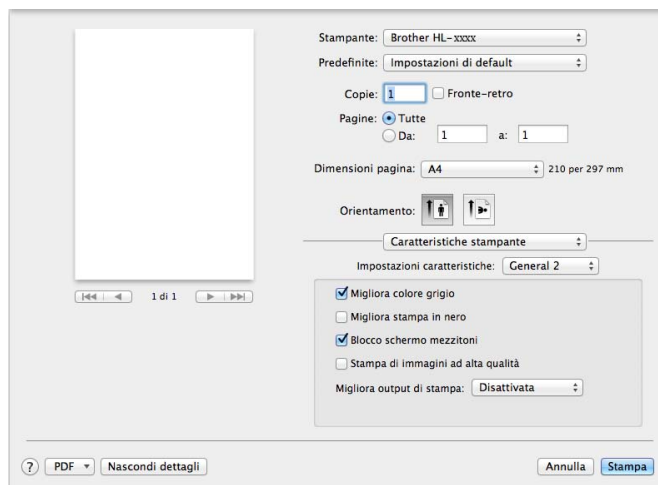 Stampante: Brother HL-xxxx
Predefinite: Impostazioni di default
Copie: 1 Fronte-retro
Pagine: Tutte
Da: 1 a: 1
Dimensioni pagina: A4 210 per 297 mm
Orientamento:
Caratteristiche stampante
Impostazioni caratteristiche: General 2
1 di 1
Migliora colore grigio
Migliora stampa in nero
Blocco schermo mezzitoni
Stampa di immagini ad alta qualità
Migliora output di stampa: Disattivata
? PDF Nascondi dettagli Annulla Stampa